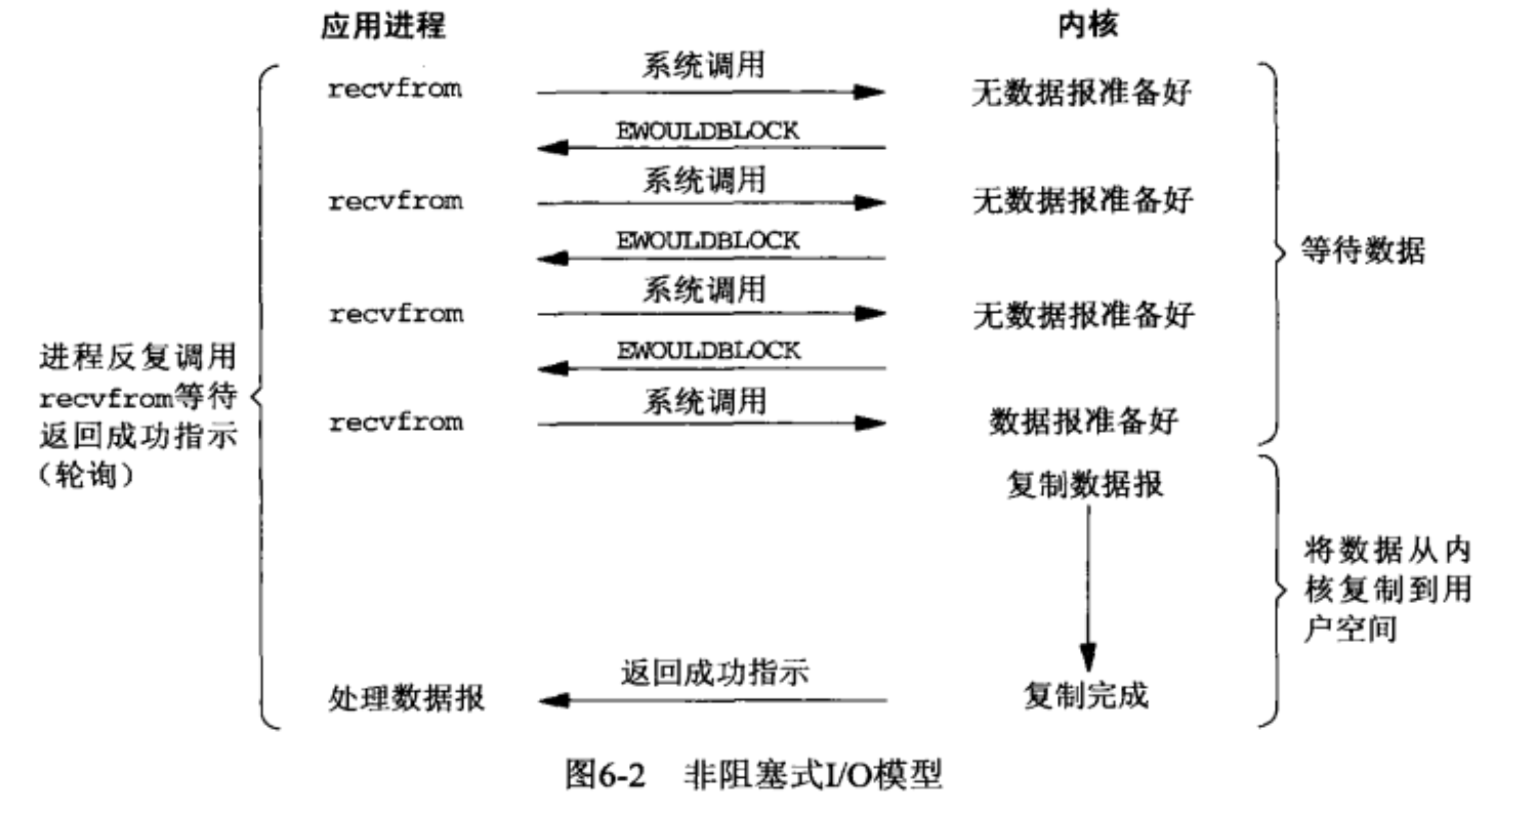 应用进程 内核
系统调用
recvfrom 无数据报准备好
EWOULDBLOCK
系统调用
recvfrom 无数据报准备好
EWOULDBLOCK
等待数据
系统调用
recvfrom 无数据报准备好
EWOULDBLOCK
进程反复调用
recvfrom等待
返回成功指示
（轮询）
系统调用
recvfrom 数据报准备好
复制数据报
将数据从内
核复制到用
户空间
返回成功指示
处理数据报 复制完成
图6-2 非阻塞式I/O模型